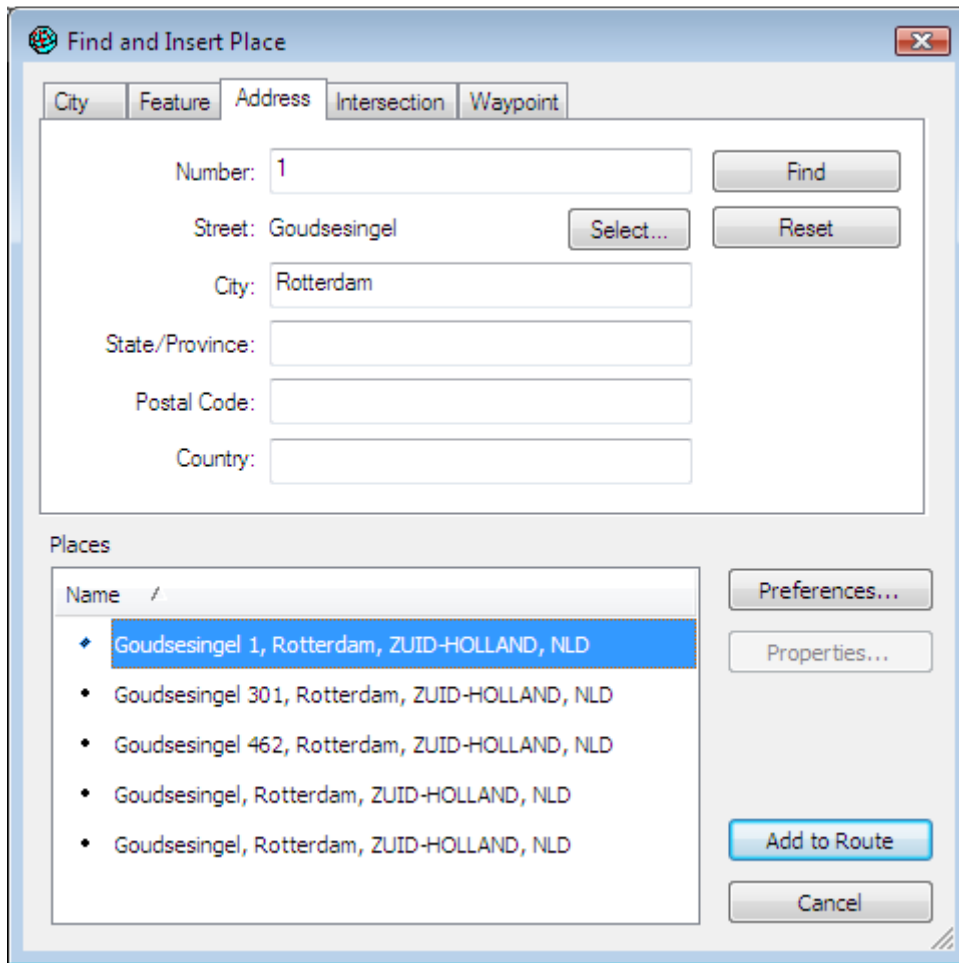 Find and Insert Place
City Feature Address Intersection Waypoint
Number: 1 Find
Street: Goudsesingel Select... Reset
City: Rotterdam
State/Province:
Postal Code:
Country:
Places
Name / Preferences...
Goudsesingel 1, Rotterdam, ZUID-HOLLAND, NLD
Properties...
Goudsesingel 301, Rotterdam, ZUID-HOLLAND, NLD
Goudsesingel 462, Rotterdam, ZUID-HOLLAND, NLD
Goudsesingel, Rotterdam, ZUID-HOLLAND, NLD
Goudsesingel, Rotterdam, ZUID-HOLLAND, NLD
Add to Route
Cancel